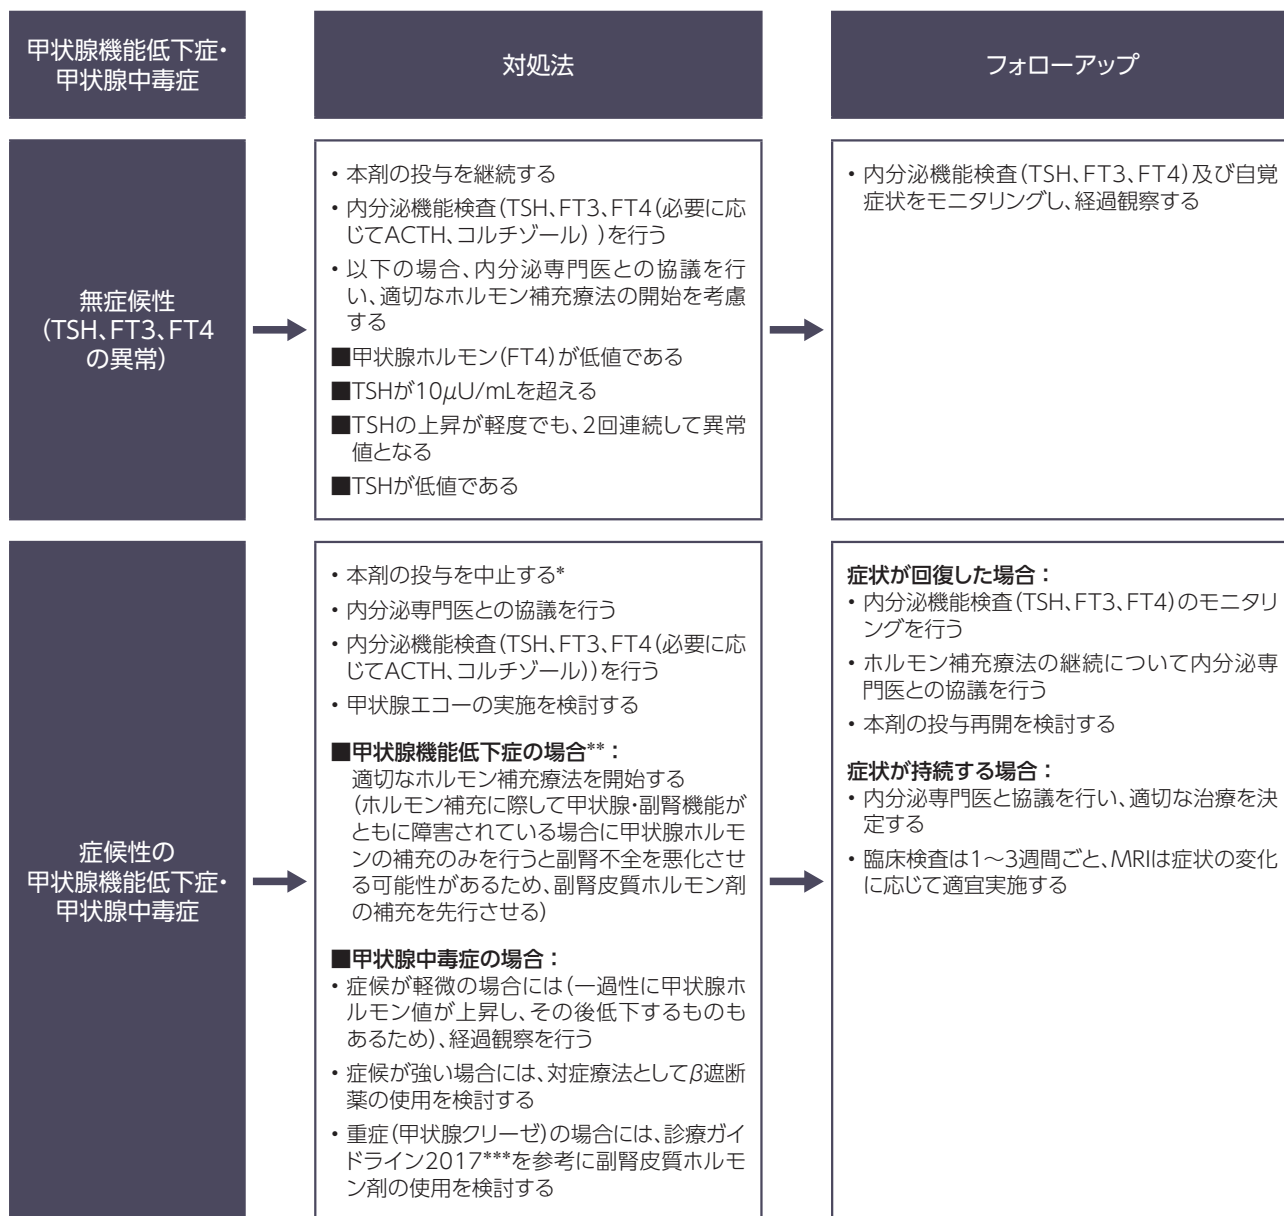 甲状腺機能低下症・
甲状腺中毒症
対処法
フォローアップ
無症候性
(TSH、FT3、FT4
の異常)
・本剤の投与を継続する
・内分泌機能検査(TSH、FT3、FT4(必要に応
じてACTH、コルチゾール) )を行う
・以下の場合、内分泌専門医との協議を行
い、適切なホルモン補充療法の開始を考慮
する
■甲状腺ホルモン(FT4)が低値である
■TSHが10μU/mLを超える
■TSHの上昇が軽度でも、2回連続して異常
値となる
■TSHが低値である
・内分泌機能検査(TSH、FT3、FT4)及び自覚
症状をモニタリングし、経過観察する
症候性の
甲状腺機能低下症・
甲状腺中毒症
・本剤の投与を中止する*
・内分泌専門医との協議を行う
・内分泌機能検査(TSH、FT3、FT4(必要に応
じてACTH、コルチゾール))を行う
・甲状腺エコーの実施を検討する
■甲状腺機能低下症の場合**：
適切なホルモン補充療法を開始する
(ホルモン補充に際して甲状腺・副腎機能が
ともに障害されている場合に甲状腺ホルモ
ンの補充のみを行うと副腎不全を悪化させ
る可能性があるため、副腎皮質ホルモン剤
の補充を先行させる)
■甲状腺中毒症の場合：
・症候が軽微の場合には(一過性に甲状腺ホ
ルモン値が上昇し、その後低下するものも
あるため)、経過観察を行う
・症候が強い場合には、対症療法としてβ遮断
薬の使用を検討する
・重症(甲状腺クリーゼ)の場合には、診療ガイ
ドライン2017***を参考に副腎皮質ホルモ
ン剤の使用を検討する
症状が回復した場合：
・内分泌機能検査(TSH、FT3、FT4)のモニタリ
ングを行う
・ホルモン補充療法の継続について内分泌専
門医との協議を行う
・本剤の投与再開を検討する
症状が持続する場合：
・内分泌専門医と協議を行い、適切な治療を決
定する
・臨床検査は1〜3週間ごと、MRIは症状の変化
に応じて適宜実施する